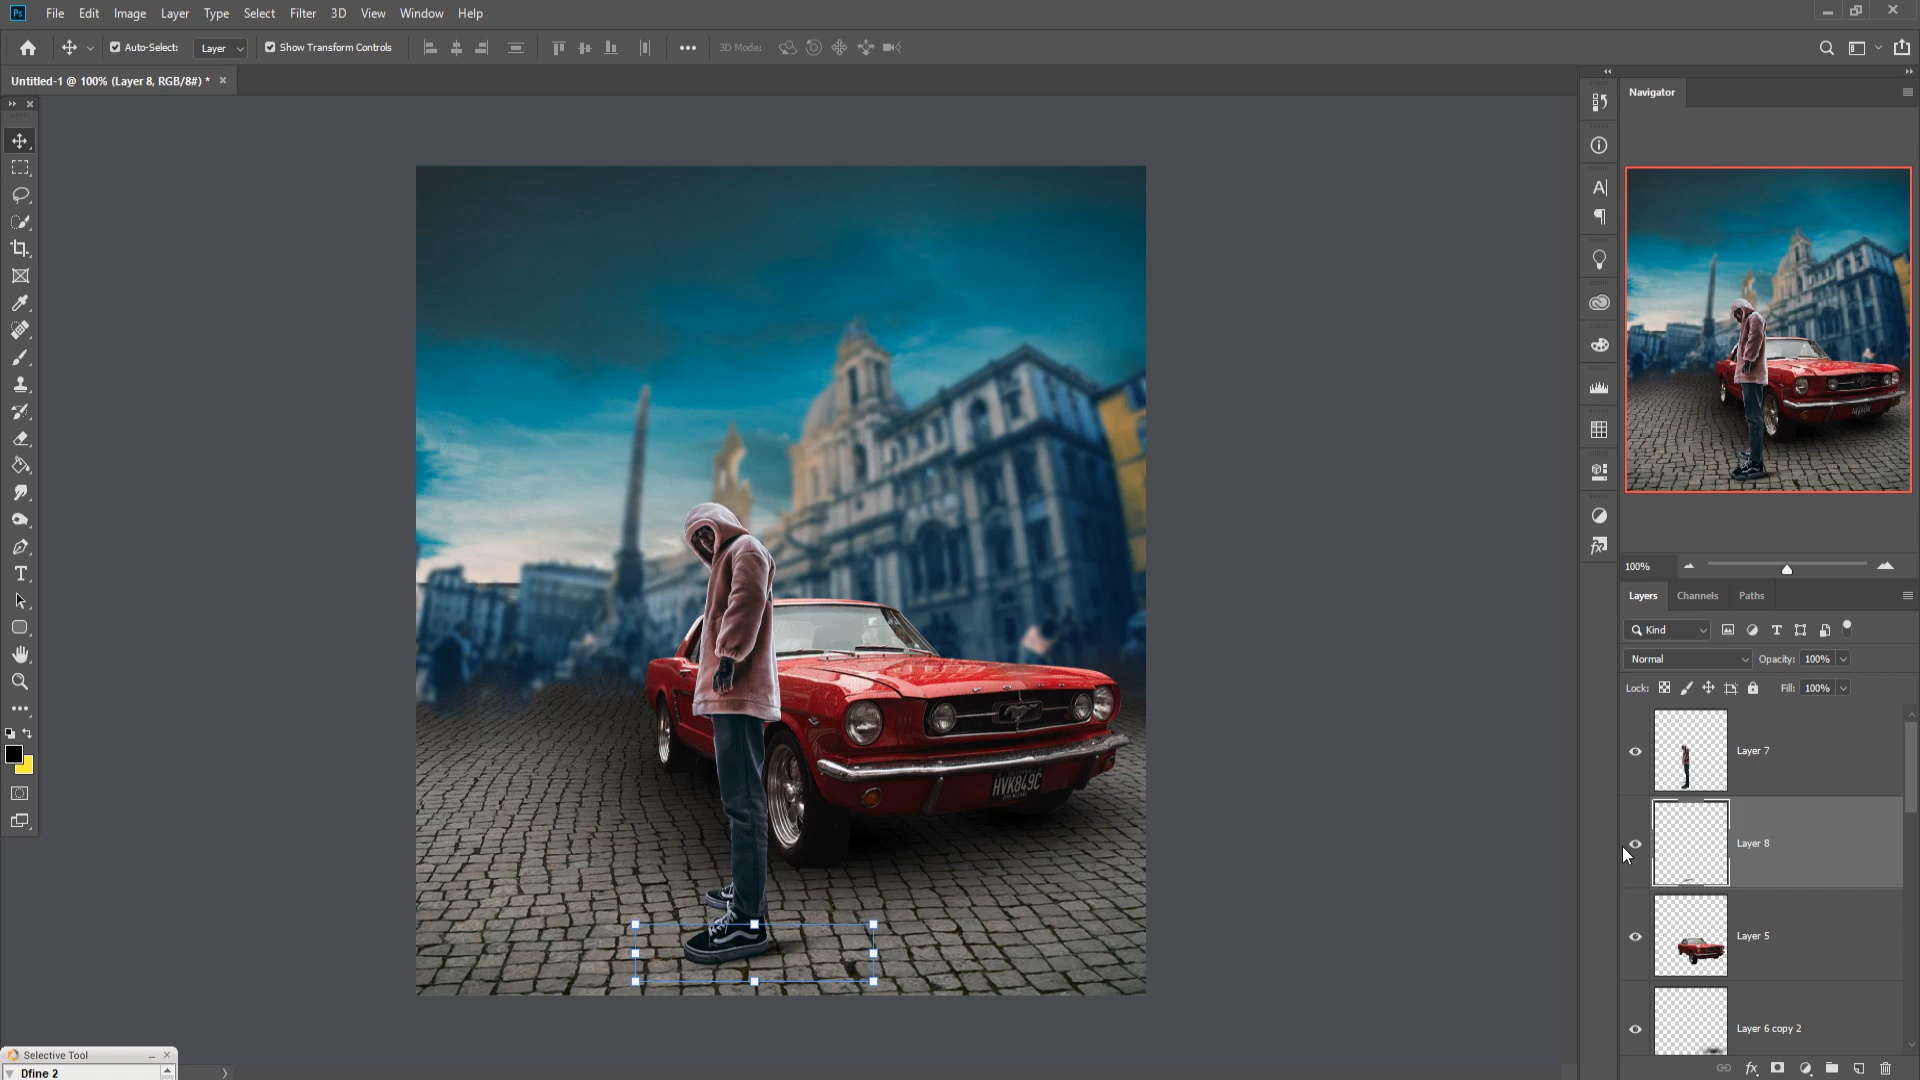 Ps File Edit Image Layer Type Select Filter 3D View Window Help
Auto-Select: Layer Show Transform Controls 3D Mode:
Untitled-1 @ 100% (Layer 8, RGB/8#) *
Navigator
HVK849C
100%
Layers Channels Paths
Kind
Normal Opacity: 100%
Lock: Fill: 100%
Layer 7
Layer 8
Layer 5
Layer 6 copy 2
fx
Selective Tool
Dfine 2